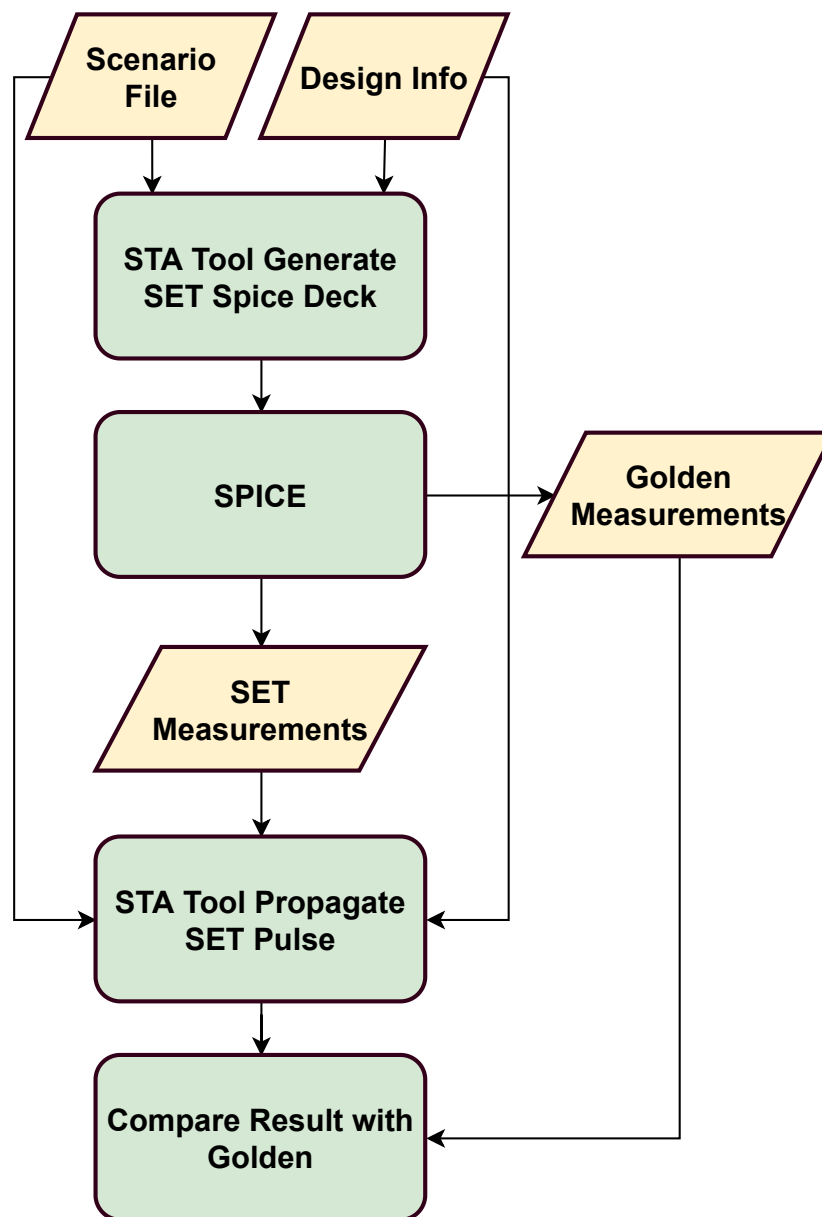 Scenario
File
Design Info
STA Tool Generate
SET Spice Deck
SPICE
Golden
Measurements
SET
Measurements
STA Tool Propagate
SET Pulse
Compare Result with
Golden